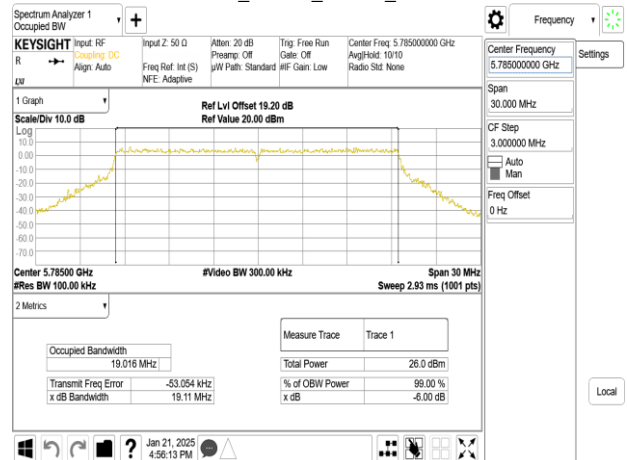 Spectrum Analyzer 1
Occupied BW
Frequency
KEYSIGHT
R
Input: RF
Coupling: DC
Align: Auto
Input Z: 50 Ω
Freq Ref: Int (S)
NFE: Adaptive
Atten: 20 dB
Preamp: Off
µW Path: Standard
Trig: Free Run
Gate: Off
#IF Gain: Low
Center Freq: 5.785000000 GHz
Avg|Hold: 10/10
Radio Std: None
Center Frequency
5.785000000 GHz
Settings
Span
30.000 MHz
CF Step
3.000000 MHz
Auto
Man
Freq Offset
0 Hz
1 Graph
Scale/Div 10.0 dB
Ref Lvl Offset 19.20 dB
Ref Value 20.00 dBm
Log
10.0
0.00
-10.0
-20.0
-30.0
-40.0
-50.0
-60.0
-70.0
Center 5.78500 GHz
#Res BW 100.00 kHz
#Video BW 300.00 kHz
Span 30 MHz
Sweep 2.93 ms (1001 pts)
2 Metrics
Occupied Bandwidth
19.016 MHz
Transmit Freq Error -53.054 kHz
x dB Bandwidth 19.11 MHz
Measure Trace Trace 1
Total Power 26.0 dBm
% of OBW Power 99.00 %
x dB -6.00 dB
Local
Jan 21, 2025
4:56:13 PM